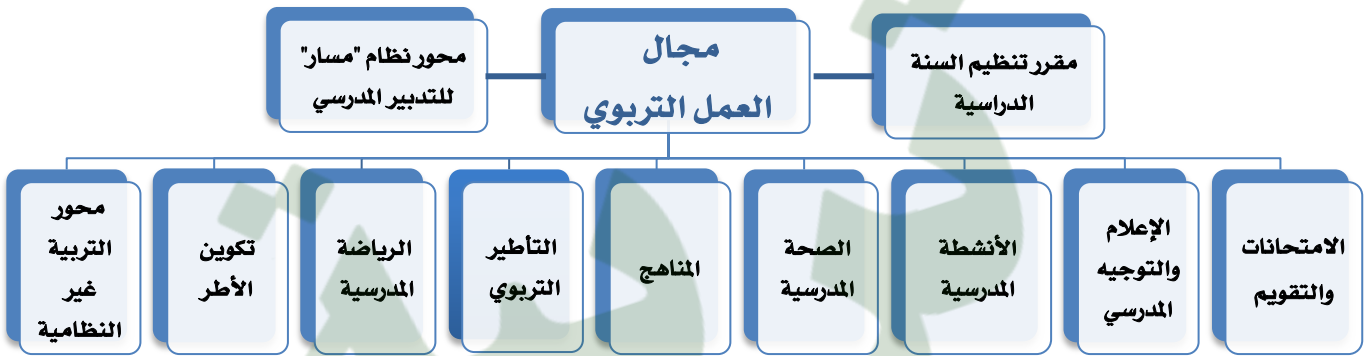 مقرر تنظيم السنة
الدراسية
مجال
العمل التربوي
محور نظام "مسار"
للتدبير المدرسي
الامتحانات
والتقويم
الإعلام
والتوجيه
المدرسي
الأنشطة
المدرسية
الصحة
المدرسية
المناهج
التأطير
التربوي
الرياضة
المدرسية
تكوين
الأطر
محور
التربية
غير
النظامية